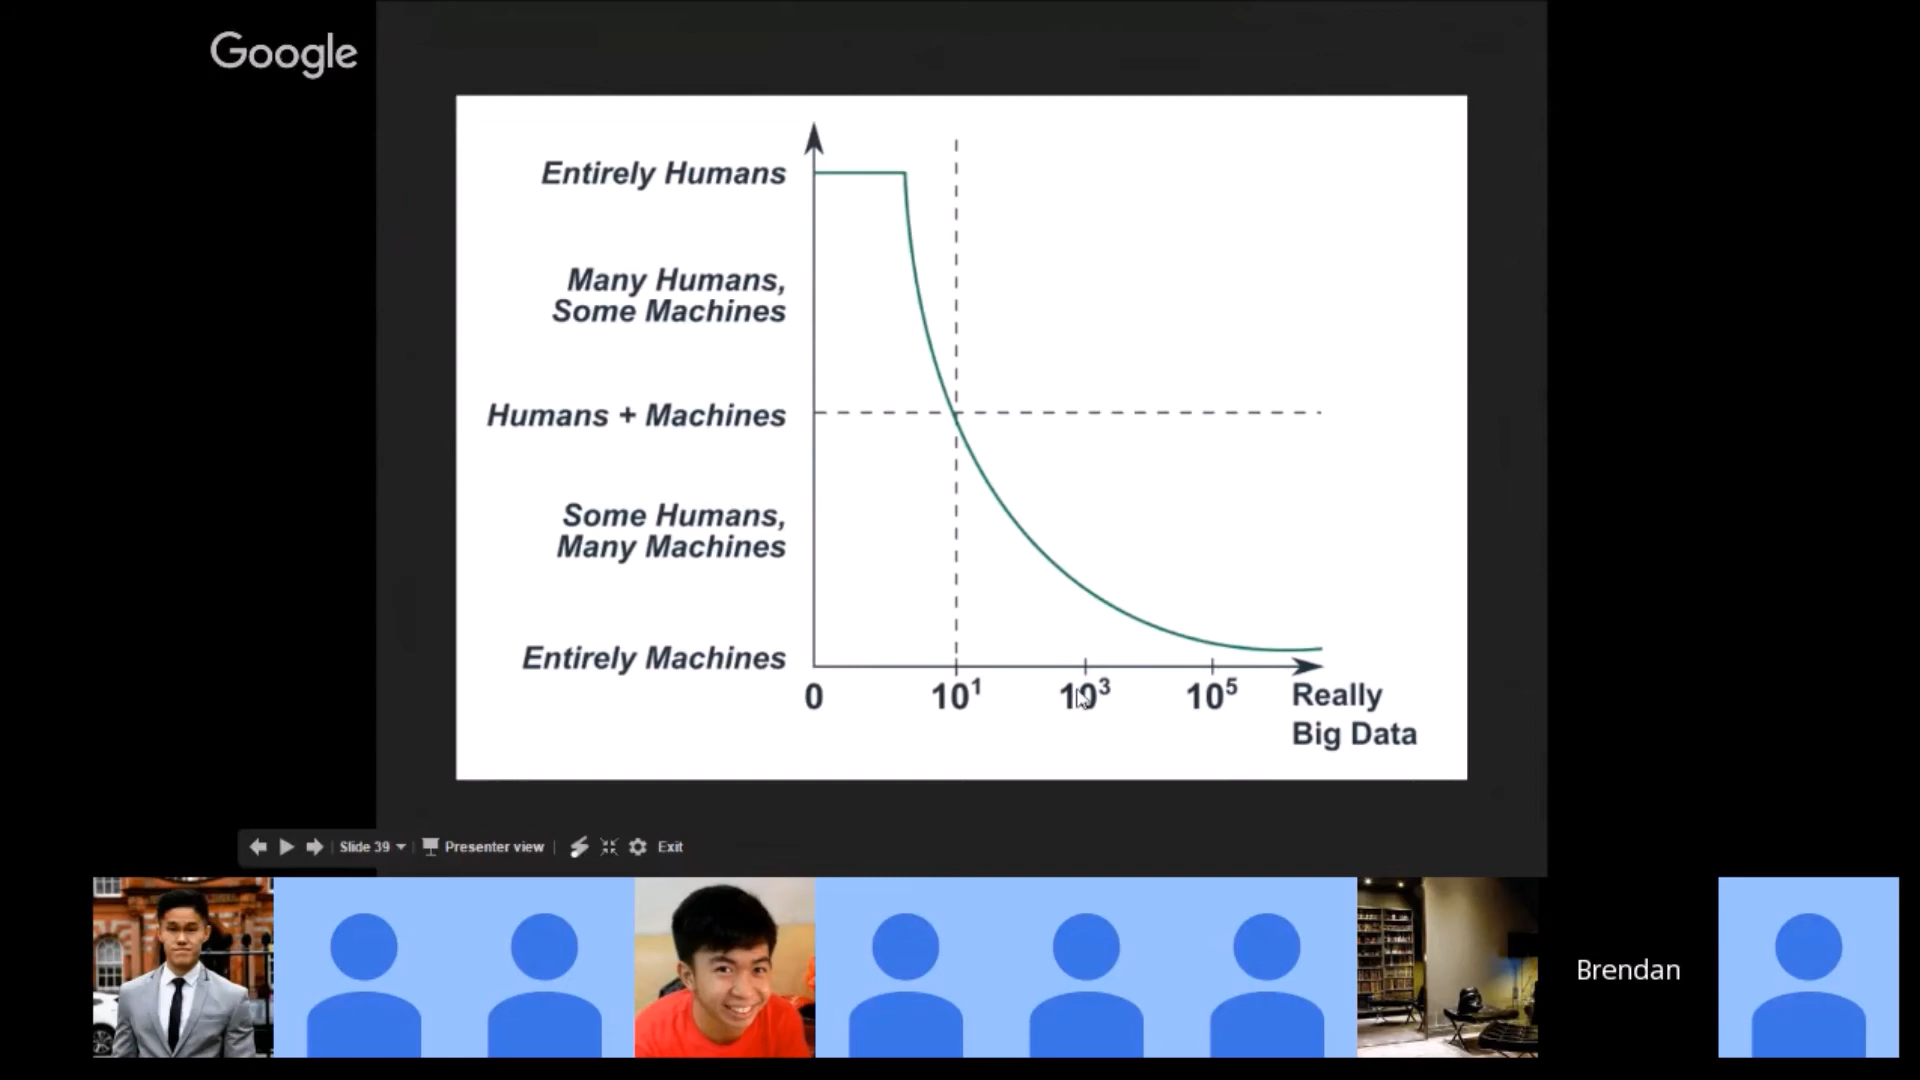 Google
Entirely Humans
Many Humans,
Some Machines
Humans + Machines
Some Humans,
Many Machines
Entirely Machines
0 10¹ 10³ 10⁵ Really
Big Data
Slide 39 Presenter view Exit
Brendan